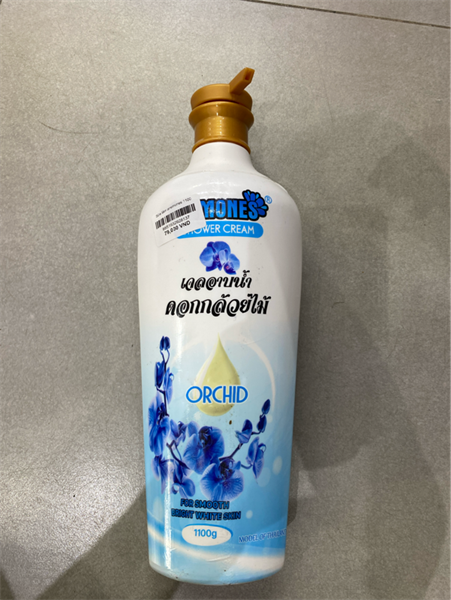 MONES®
SHOWER CREAM
79,000 VND
เจลอาบน้ำ
ดอกกล้วยไม้
ORCHID
FOR SMOOTH
BRIGHT WHITE SKIN
1100g